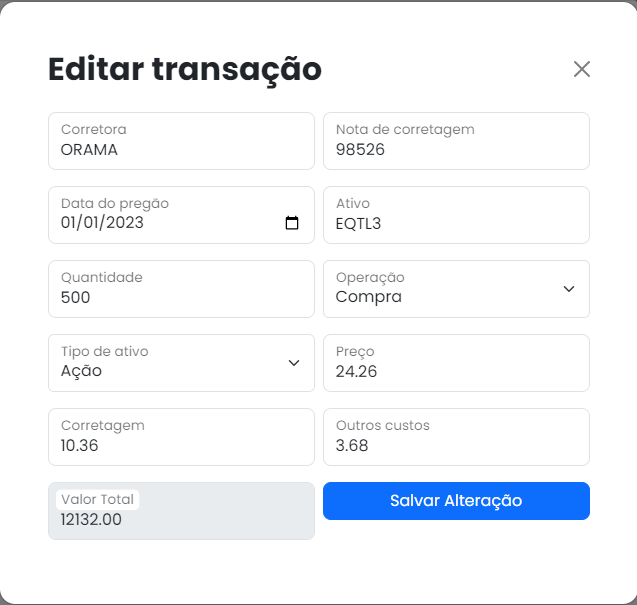 Editar transação
Corretora
ORAMA
Nota de corretagem
98526
Data do pregão
01/01/2023
Ativo
EQTL3
Quantidade
500
Operação
Compra
Tipo de ativo
Ação
Preço
24.26
Corretagem
10.36
Outros custos
3.68
Valor Total
12132.00
Salvar Alteração